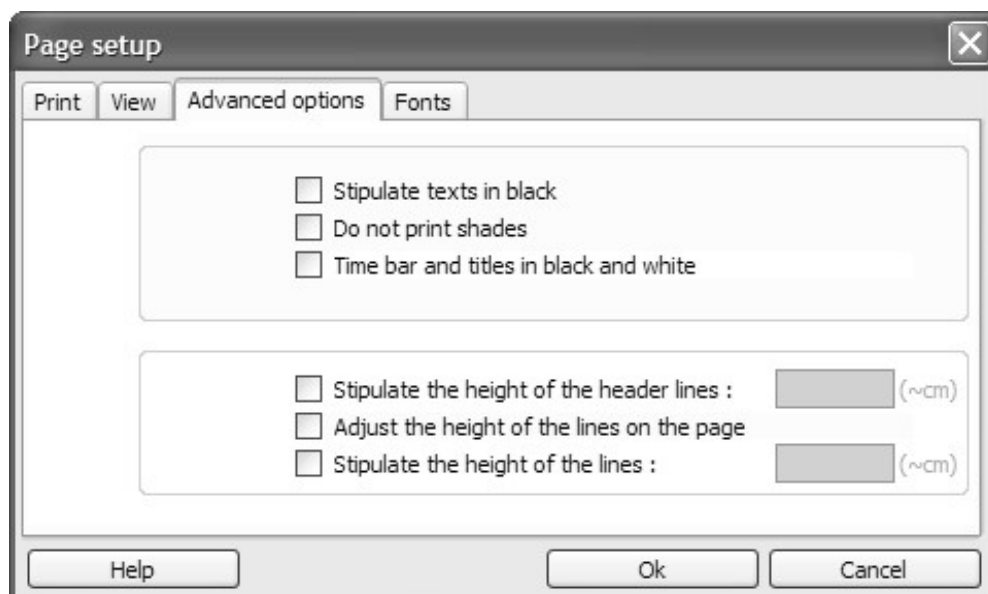 Page setup
Print View Advanced options Fonts
Stipulate texts in black
Do not print shades
Time bar and titles in black and white
Stipulate the height of the header lines : (~cm)
Adjust the height of the lines on the page
Stipulate the height of the lines : (~cm)
Help Ok Cancel